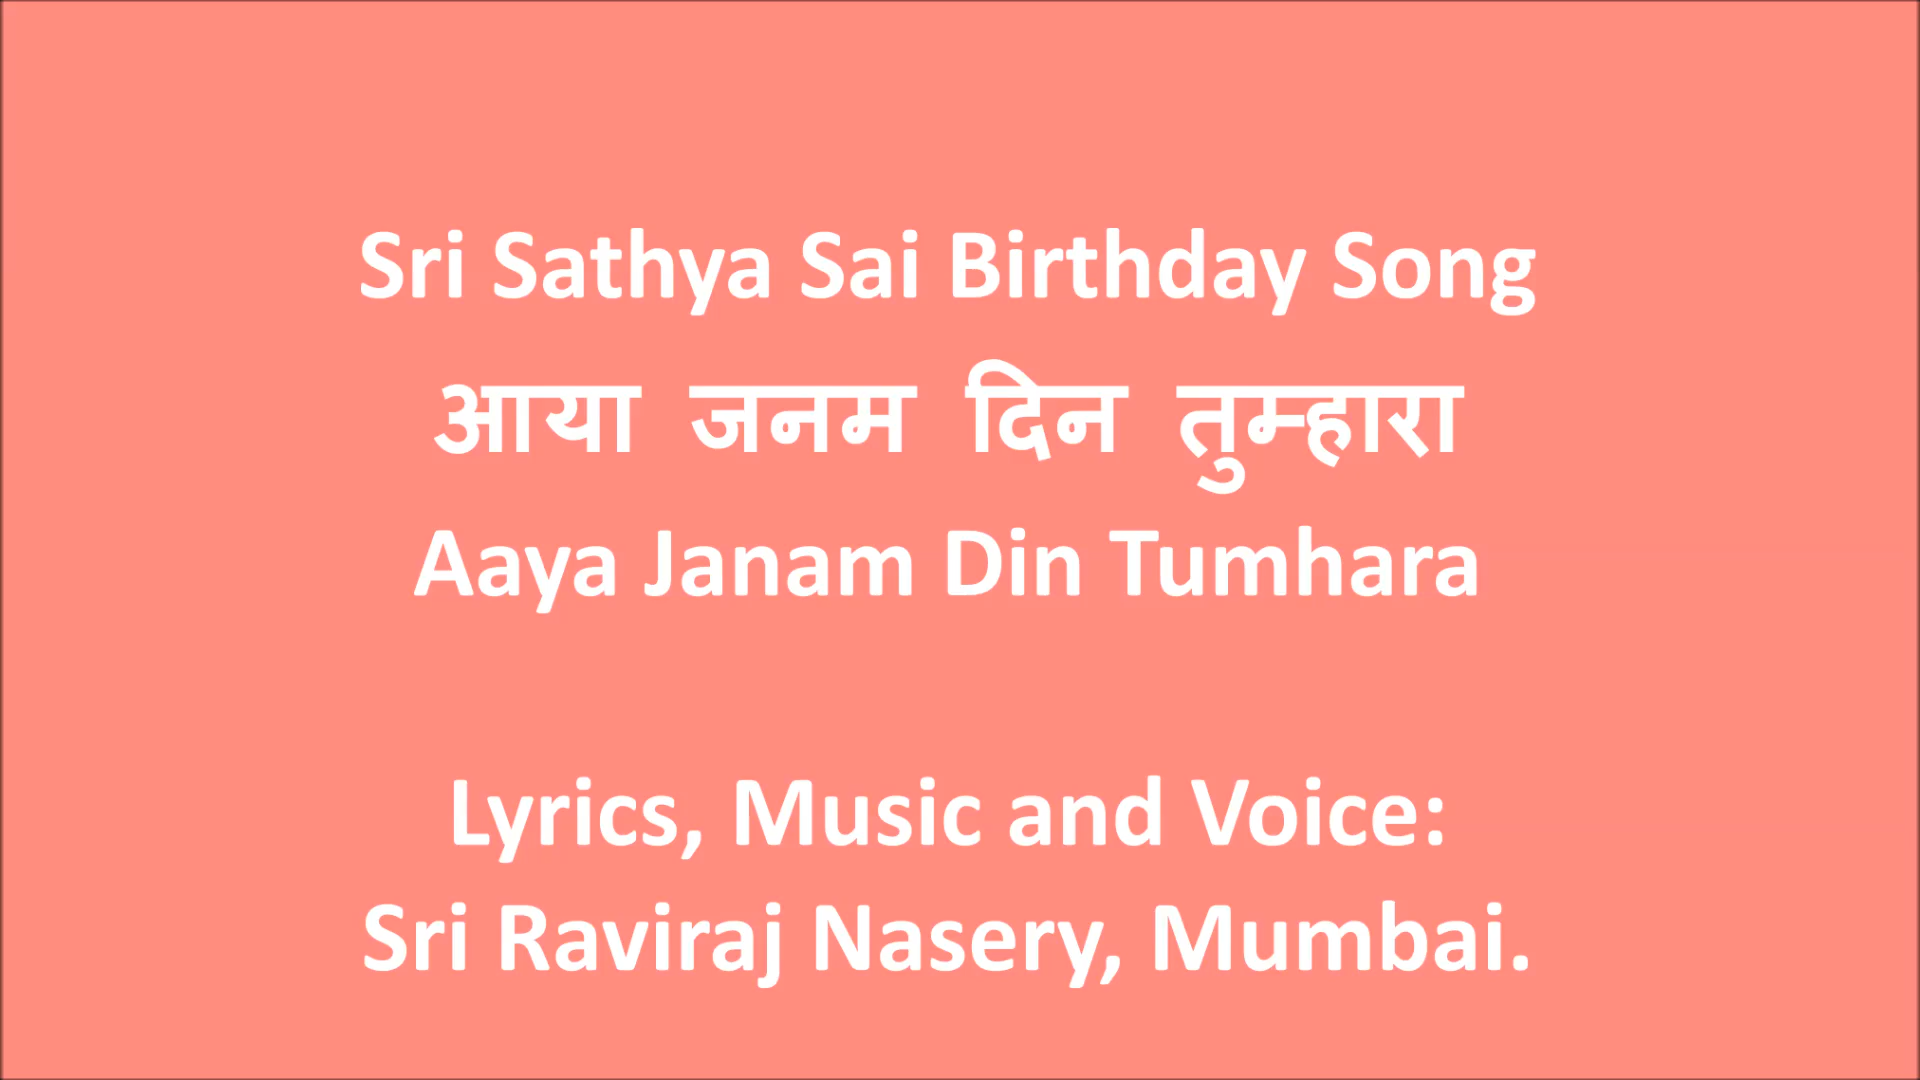 Sri Sathya Sai Birthday Song
आया जनम दिन तुम्हारा
Aaya Janam Din Tumhara
Lyrics, Music and Voice:
Sri Raviraj Nasery, Mumbai.